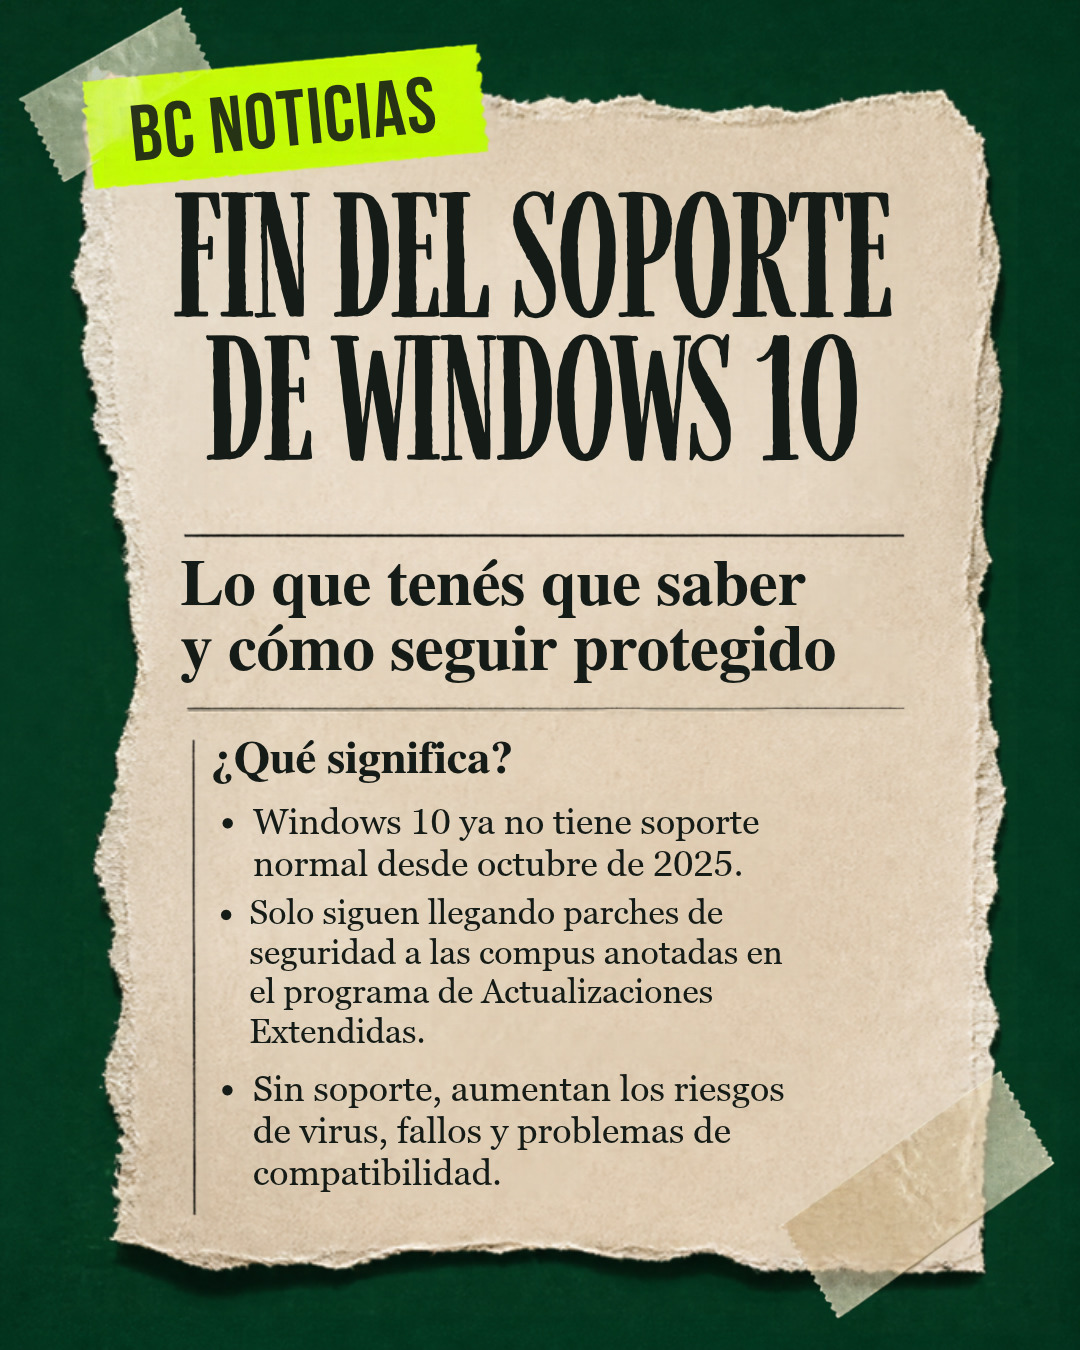 BC NOTICIAS
FIN DEL SOPORTE
DE WINDOWS 10
Lo que tenés que saber
y cómo seguir protegido
¿Qué significa?
• Windows 10 ya no tiene soporte
normal desde octubre de 2025.
• Solo siguen llegando parches de
seguridad a las compus anotadas en
el programa de Actualizaciones
Extendidas.
• Sin soporte, aumentan los riesgos
de virus, fallos y problemas de
compatibilidad.